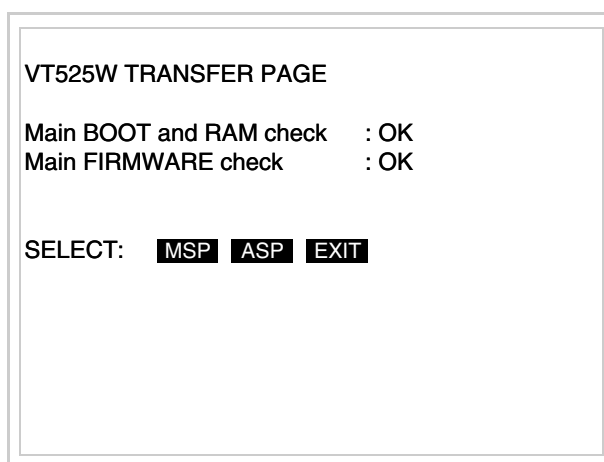 VT525W TRANSFER PAGE
Main BOOT and RAM check : OK
Main FIRMWARE check : OK
SELECT: MSP ASP EXIT